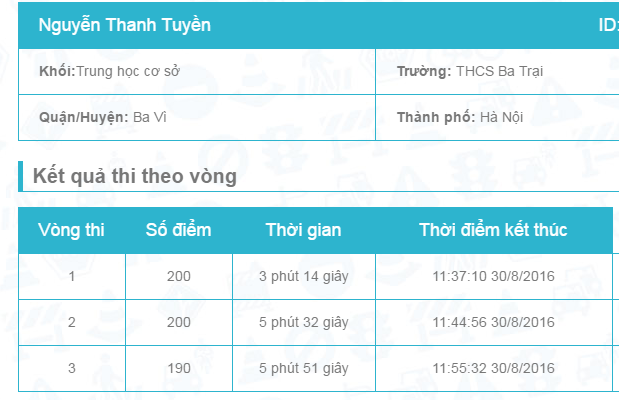 Nguyễn Thanh Tuyền ID:
Khối:Trung học cơ sở Trường: THCS Ba Trại
Quận/Huyện: Ba Vì Thành phố: Hà Nội
Kết quả thi theo vòng
Vòng thi Số điểm Thời gian Thời điểm kết thúc
1 200 3 phút 14 giây 11:37:10 30/8/2016
2 200 5 phút 32 giây 11:44:56 30/8/2016
3 190 5 phút 51 giây 11:55:32 30/8/2016